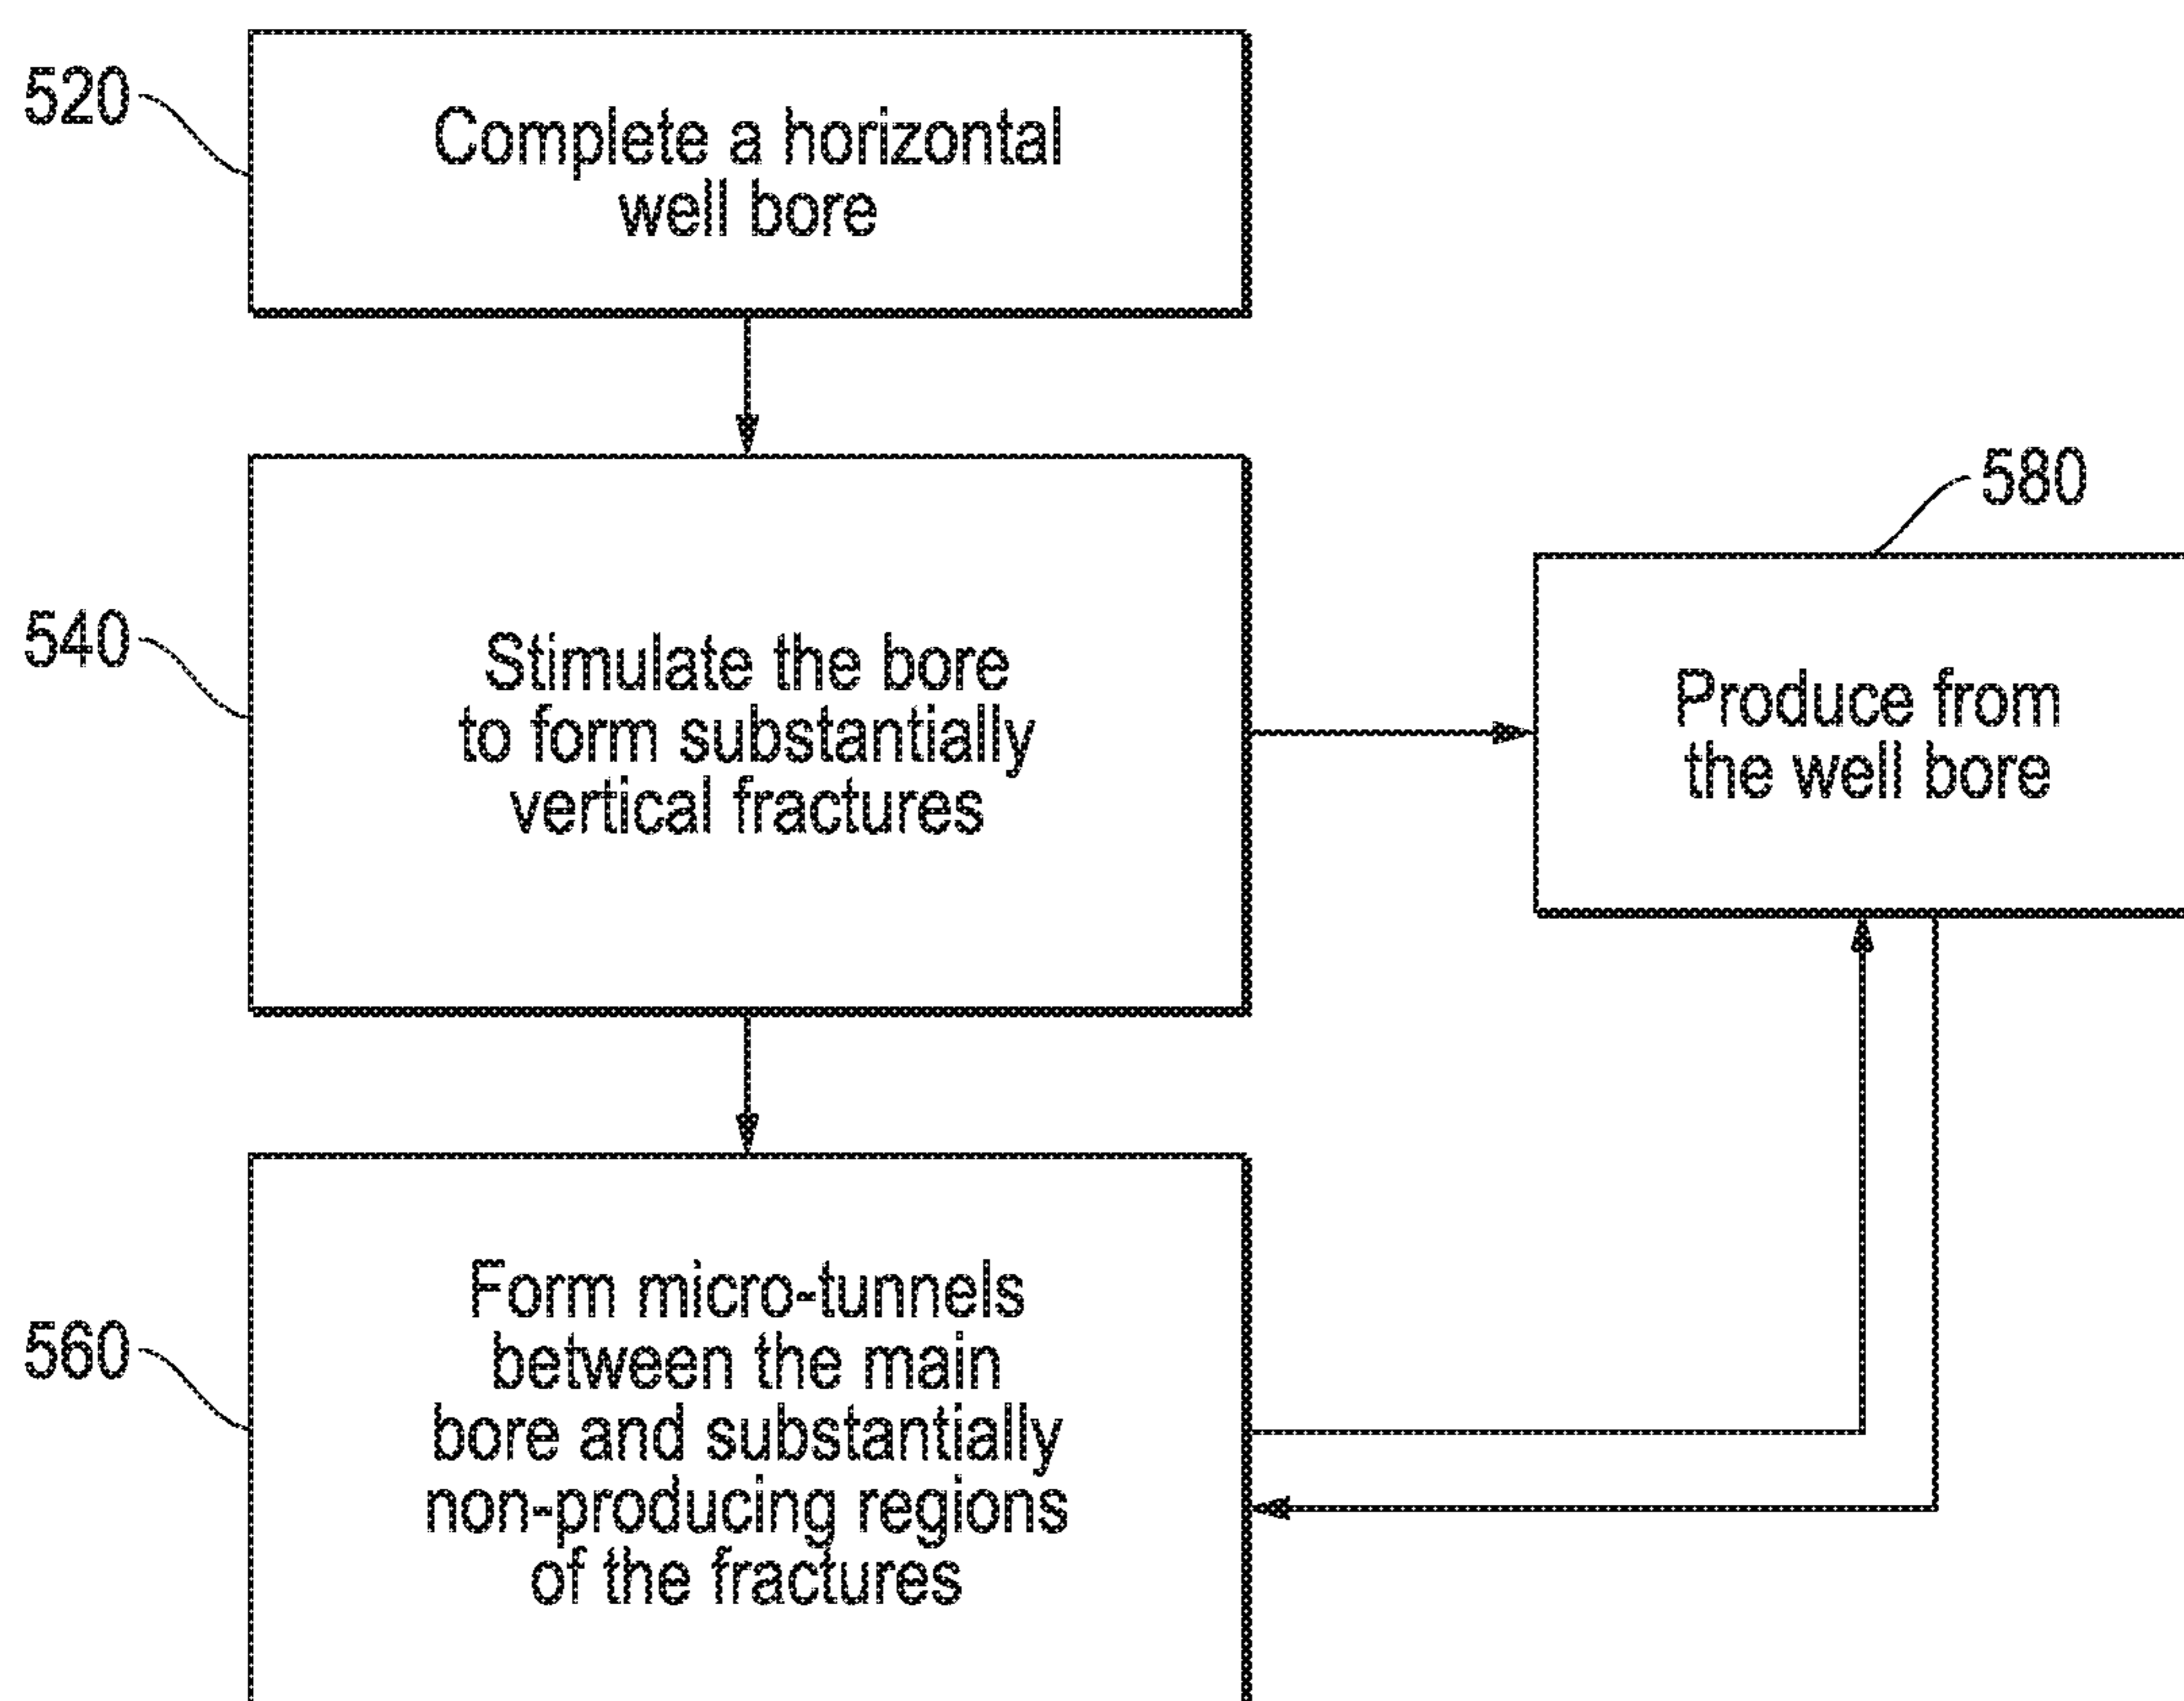 520
Complete a horizontal
well bore
540
Stimulate the bore
to form substantially
vertical fractures
580
Produce from
the well bore
560
Form micro-tunnels
between the main
bore and substantially
non-producing regions
of the fractures